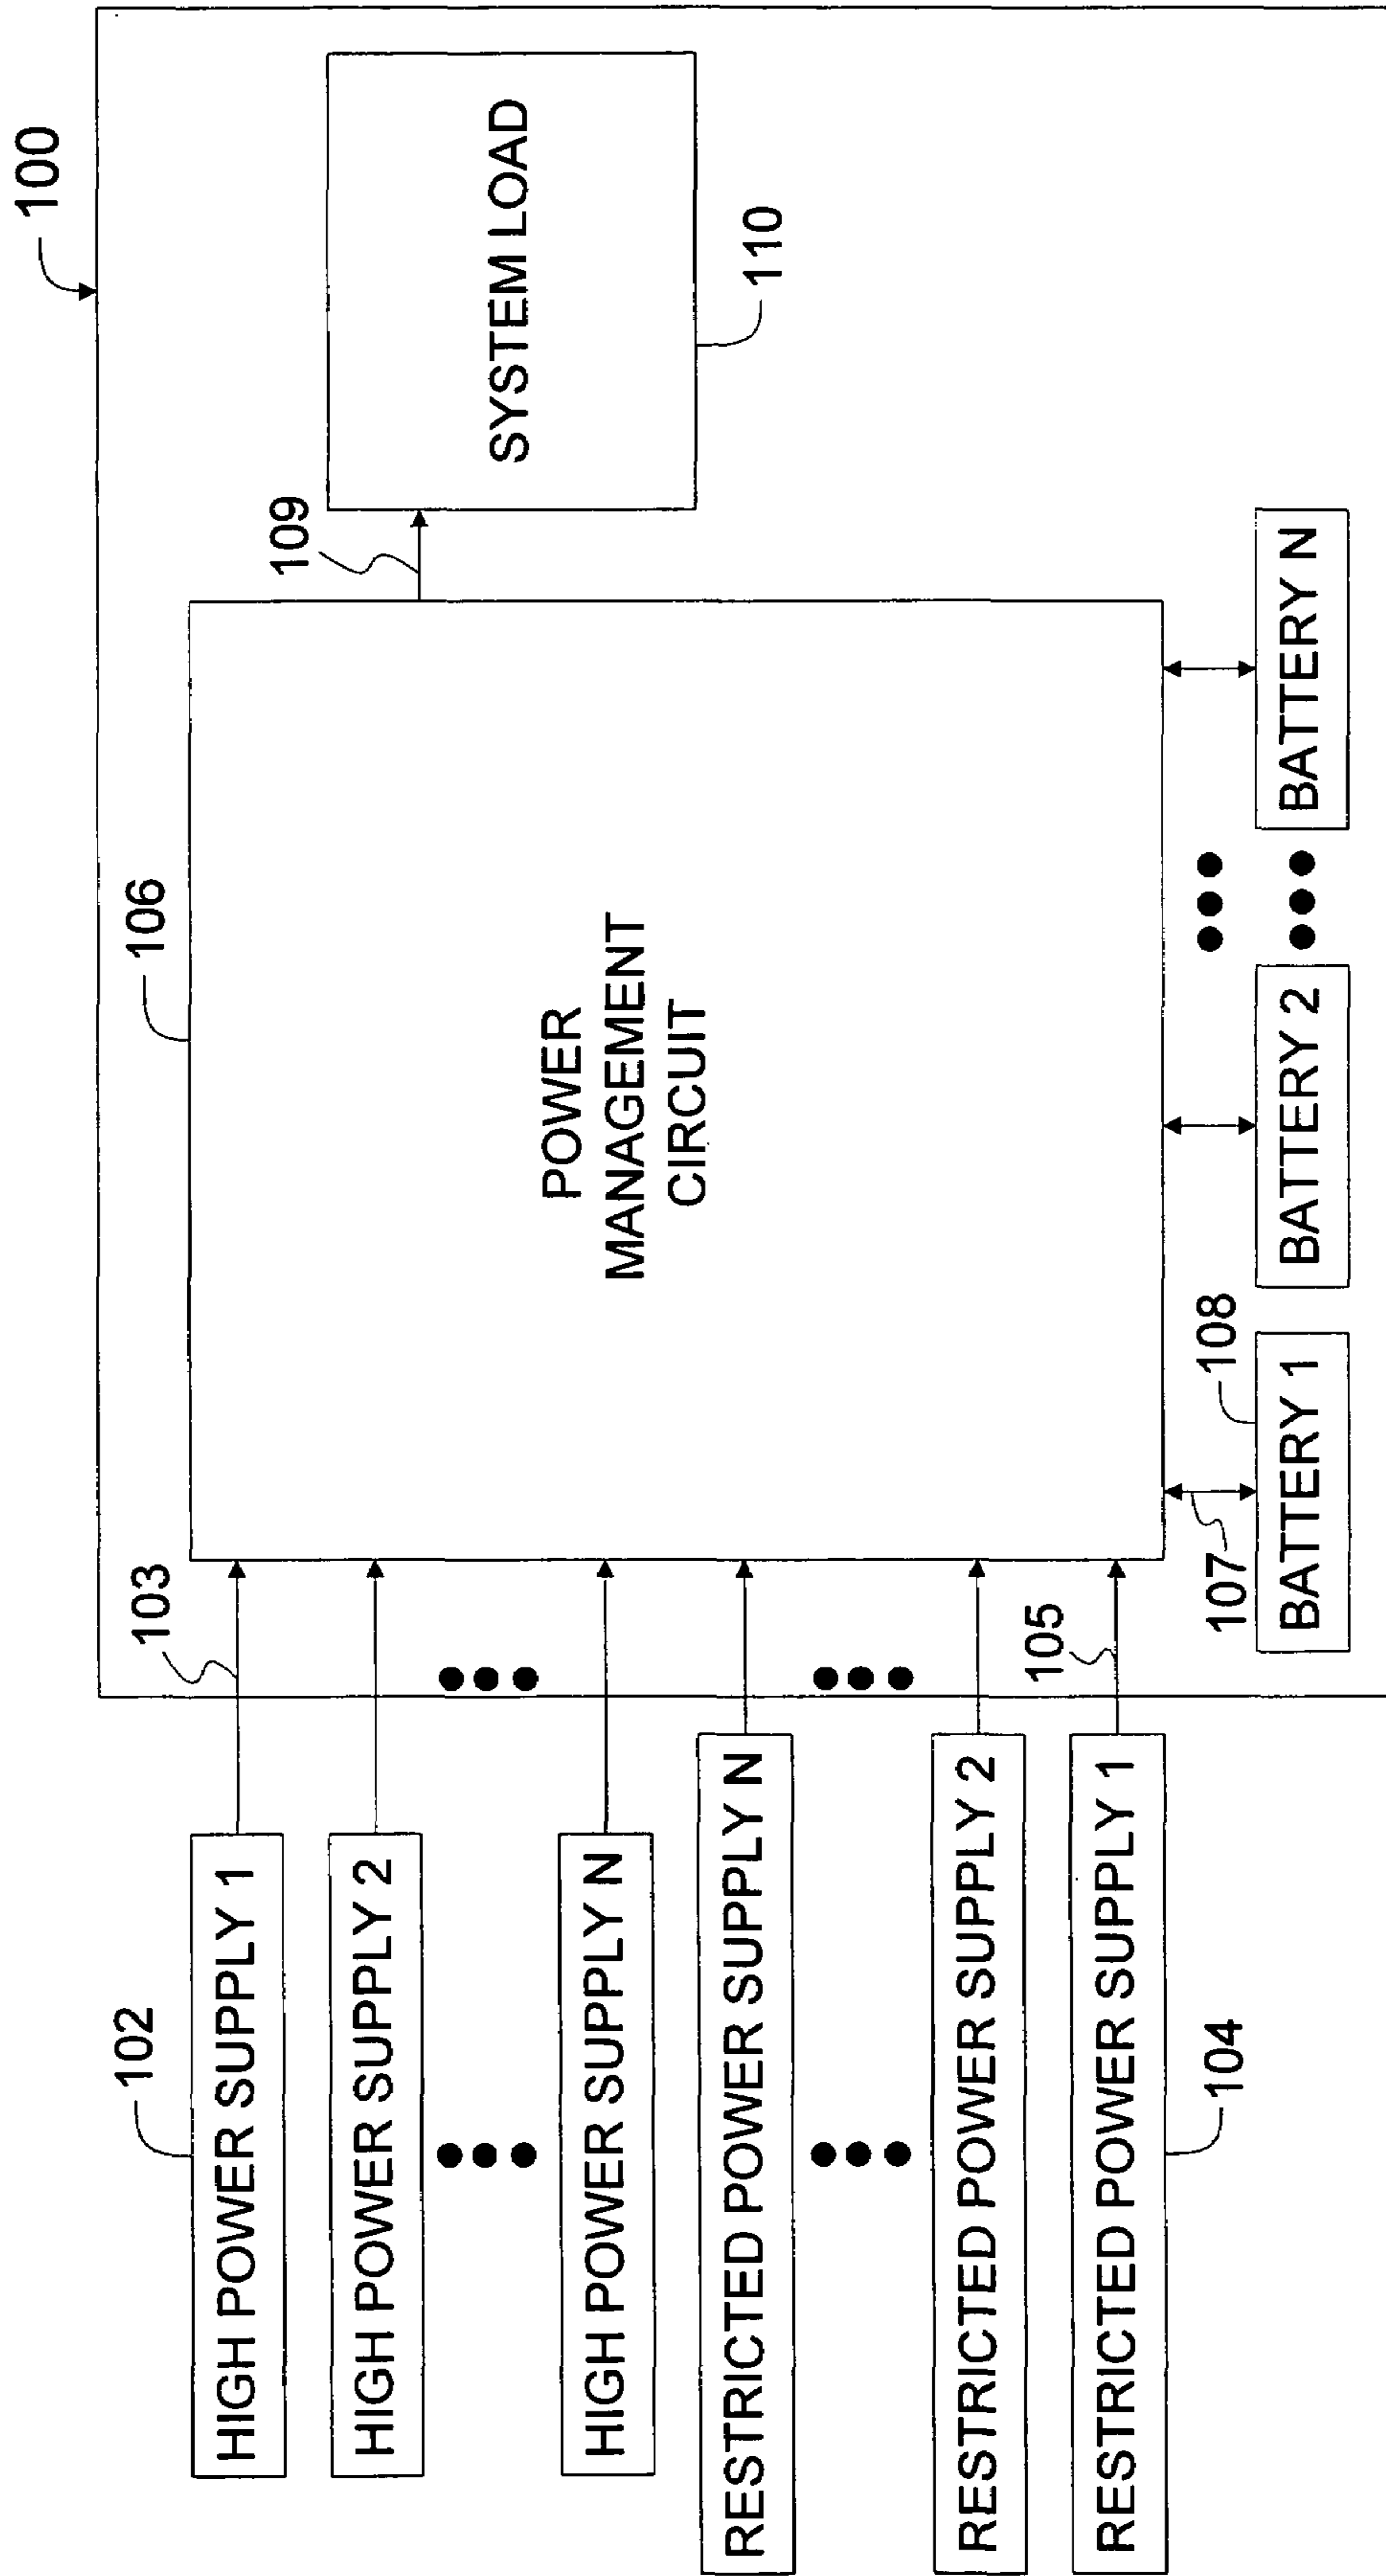 100
106
SYSTEM LOAD
109
110
POWER
MANAGEMENT
CIRCUIT
102
103
HIGH POWER SUPPLY 1
HIGH POWER SUPPLY 2
HIGH POWER SUPPLY N
RESTRICTED POWER SUPPLY N
RESTRICTED POWER SUPPLY 2
RESTRICTED POWER SUPPLY 1
104
105
107
108
BATTERY 1
BATTERY 2
BATTERY N